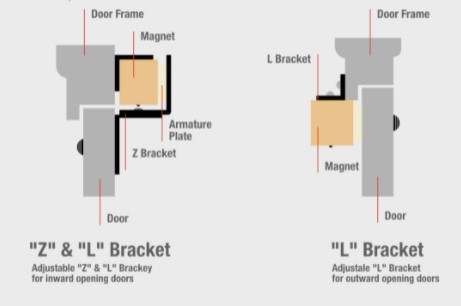 Door Frame
Magnet
Armature
Plate
Z Bracket
Door
"Z" & "L" Bracket
Adjustable "Z" & "L" Brackey
for inward opening doors
Door Frame
L Bracket
Magnet
Door
"L" Bracket
Adjustale "L" Bracket
for outward opening doors